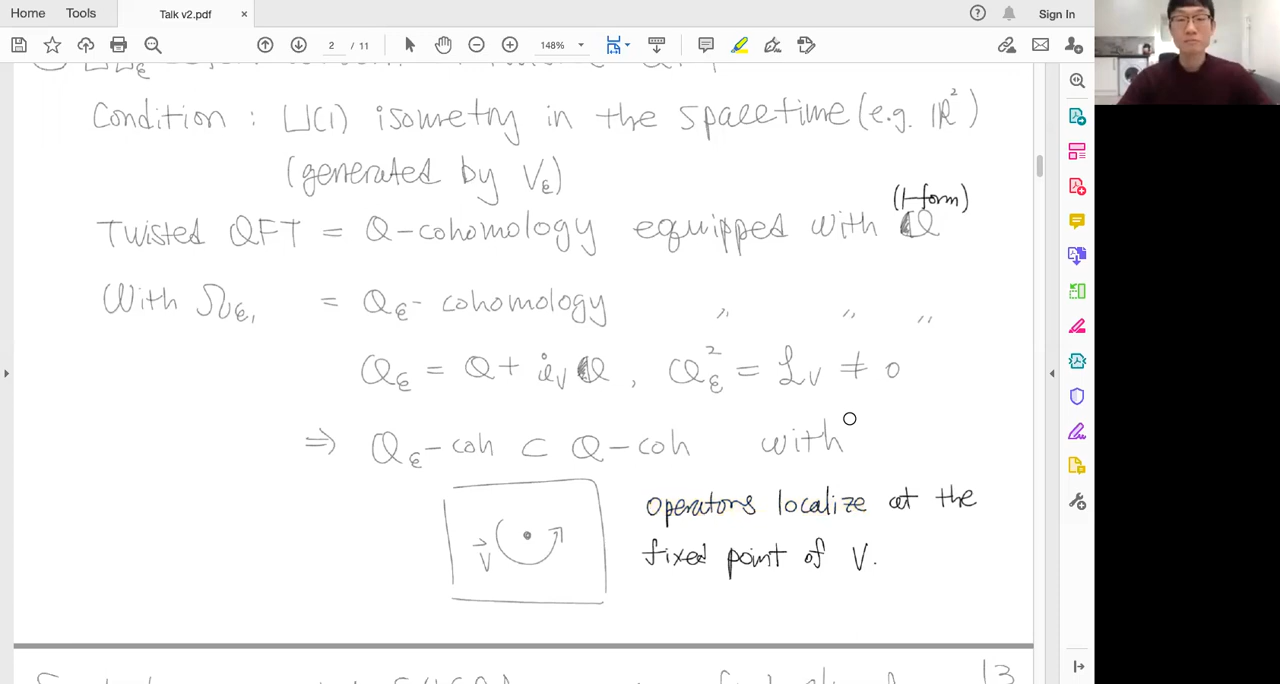 Home Tools Talk v2.pdf × Sign In
2 / 11 148%
Condition : U(1) isometry in the spacetime (e.g. ℝ²)
(generated by V_ε)
(1-form)
Twisted QFT = Q-cohomology equipped with Q
With Ω_ε, = Q_ε-cohomology 〃 〃 〃
Q_ε = Q + i_V Q , Q_ε² = ℒ_V ≠ 0
⇒ Q_ε-coh ⊂ Q-coh with
operators localize at the
V⃗ fixed point of V.